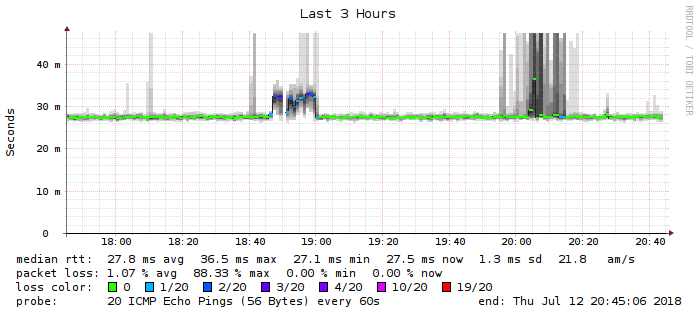 Last 3 Hours
RRDTOOL / TOBI OETIKER
Seconds
40 m
30 m
20 m
10 m
0
18:00 18:20 18:40 19:00 19:20 19:40 20:00 20:20 20:40
median rtt: 27.8 ms avg 36.5 ms max 27.1 ms min 27.5 ms now 1.3 ms sd 21.8 am/s
packet loss: 1.07 % avg 88.33 % max 0.00 % min 0.00 % now
loss color: 0 1/20 2/20 3/20 4/20 10/20 19/20
probe: 20 ICMP Echo Pings (56 Bytes) every 60s end: Thu Jul 12 20:45:06 2018